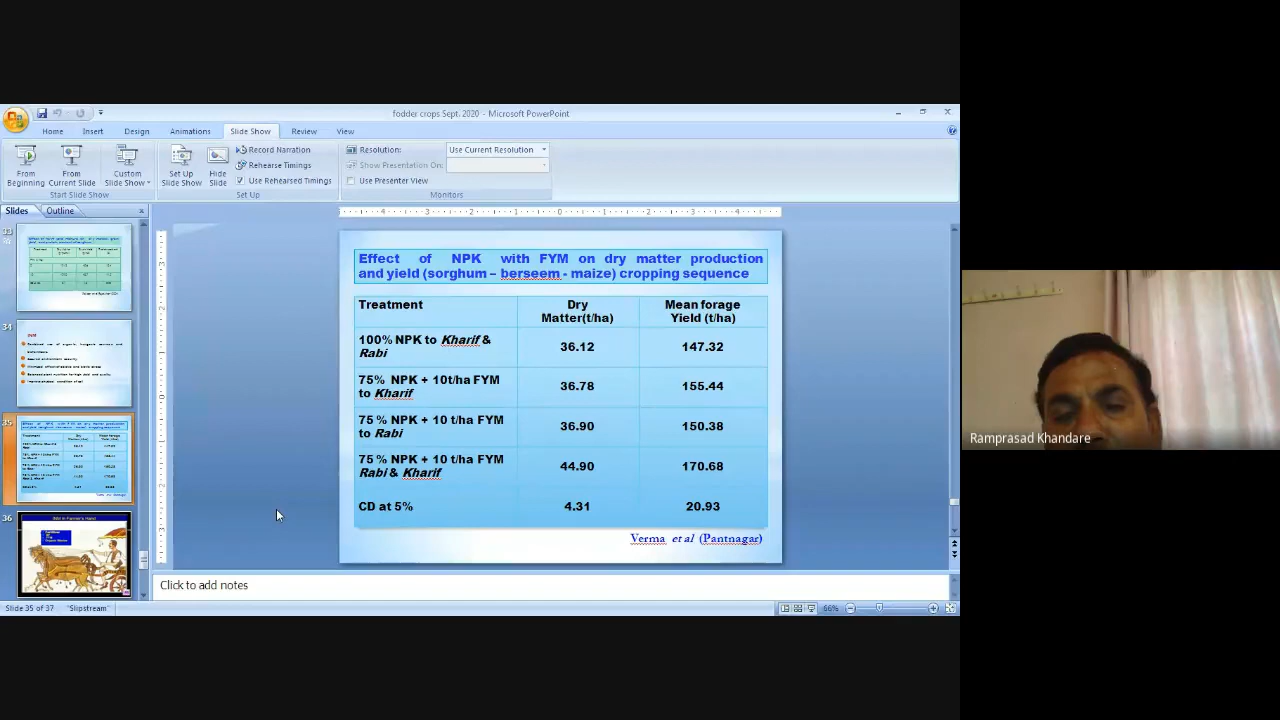 fodder crops Sept. 2020 - Microsoft PowerPoint
Home Insert Design Animations Slide Show Review View
From Beginning
From Current Slide
Custom Slide Show
Start Slide Show
Set Up Slide Show
Hide Slide
Record Narration
Rehearse Timings
Use Rehearsed Timings
Set Up
Resolution: Use Current Resolution
Show Presentation On:
Use Presenter View
Monitors
Slides Outline
33
34
35
36
Effect of NPK with FYM on dry matter production
and yield (sorghum – berseem - maize) cropping sequence
Treatment Dry Matter(t/ha) Mean forage Yield (t/ha)
100% NPK to Kharif & Rabi 36.12 147.32
75% NPK + 10t/ha FYM to Kharif 36.78 155.44
75 % NPK + 10 t/ha FYM to Rabi 36.90 150.38
75 % NPK + 10 t/ha FYM Rabi & Kharif 44.90 170.68
CD at 5% 4.31 20.93
Verma et al (Pantnagar)
Ramprasad Khandare
Click to add notes
Slide 35 of 37 "Slipstream" 66%